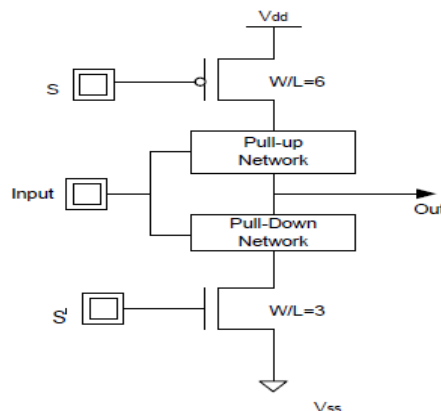 Vdd
S
W/L=6
Pull-up
Network
Input
Out
Pull-Down
Network
S'
W/L=3
Vss